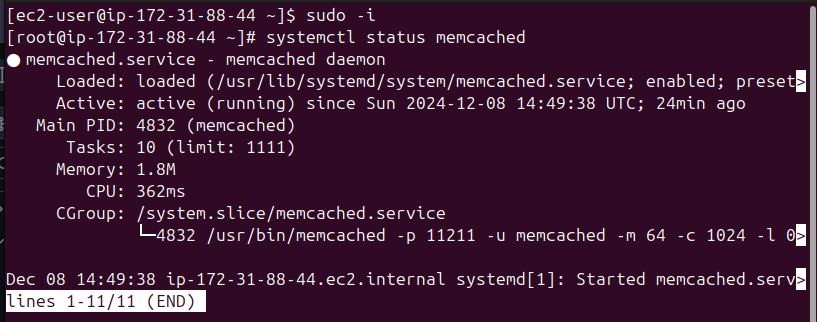 [ec2-user@ip-172-31-88-44 ~]$ sudo -i
[root@ip-172-31-88-44 ~]# systemctl status memcached
● memcached.service - memcached daemon
     Loaded: loaded (/usr/lib/systemd/system/memcached.service; enabled; preset>
     Active: active (running) since Sun 2024-12-08 14:49:38 UTC; 24min ago
   Main PID: 4832 (memcached)
      Tasks: 10 (limit: 1111)
     Memory: 1.8M
        CPU: 362ms
     CGroup: /system.slice/memcached.service
             └─4832 /usr/bin/memcached -p 11211 -u memcached -m 64 -c 1024 -l 0>
Dec 08 14:49:38 ip-172-31-88-44.ec2.internal systemd[1]: Started memcached.serv>
lines 1-11/11 (END)